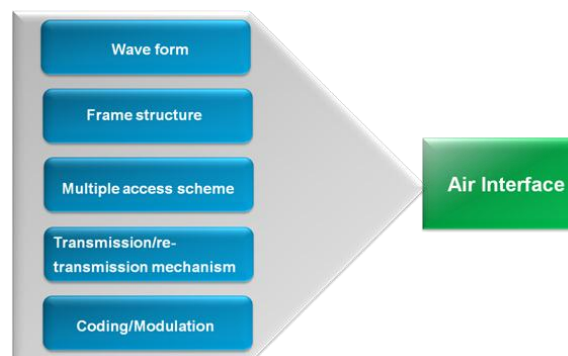 Wave form
Frame structure
Multiple access scheme
Air Interface
Transmission/re-
transmission mechanism
Coding/Modulation